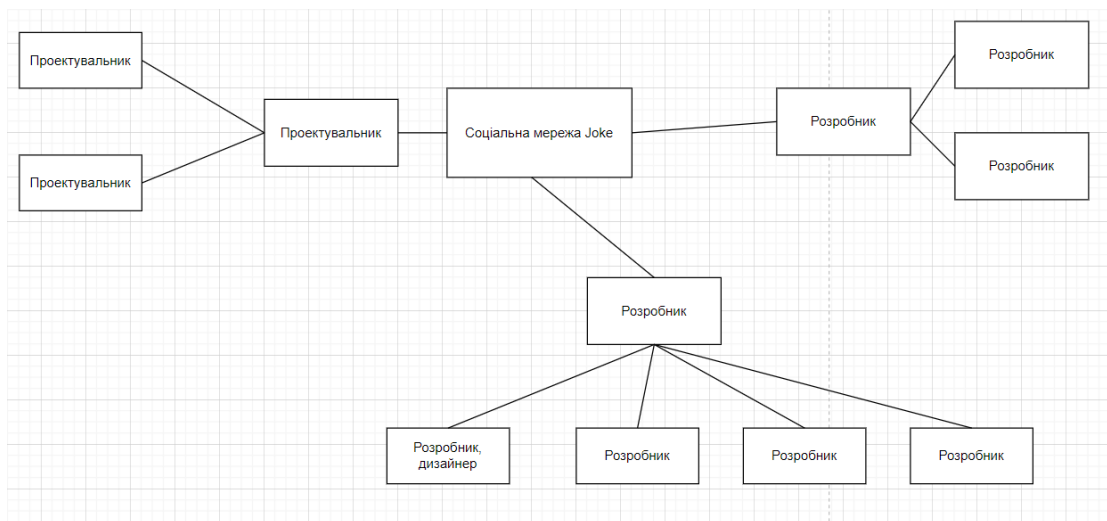 Проектувальник
Проектувальник
Проектувальник
Соціальна мережа Joke
Розробник
Розробник
Розробник
Розробник
Розробник,
дизайнер
Розробник
Розробник
Розробник